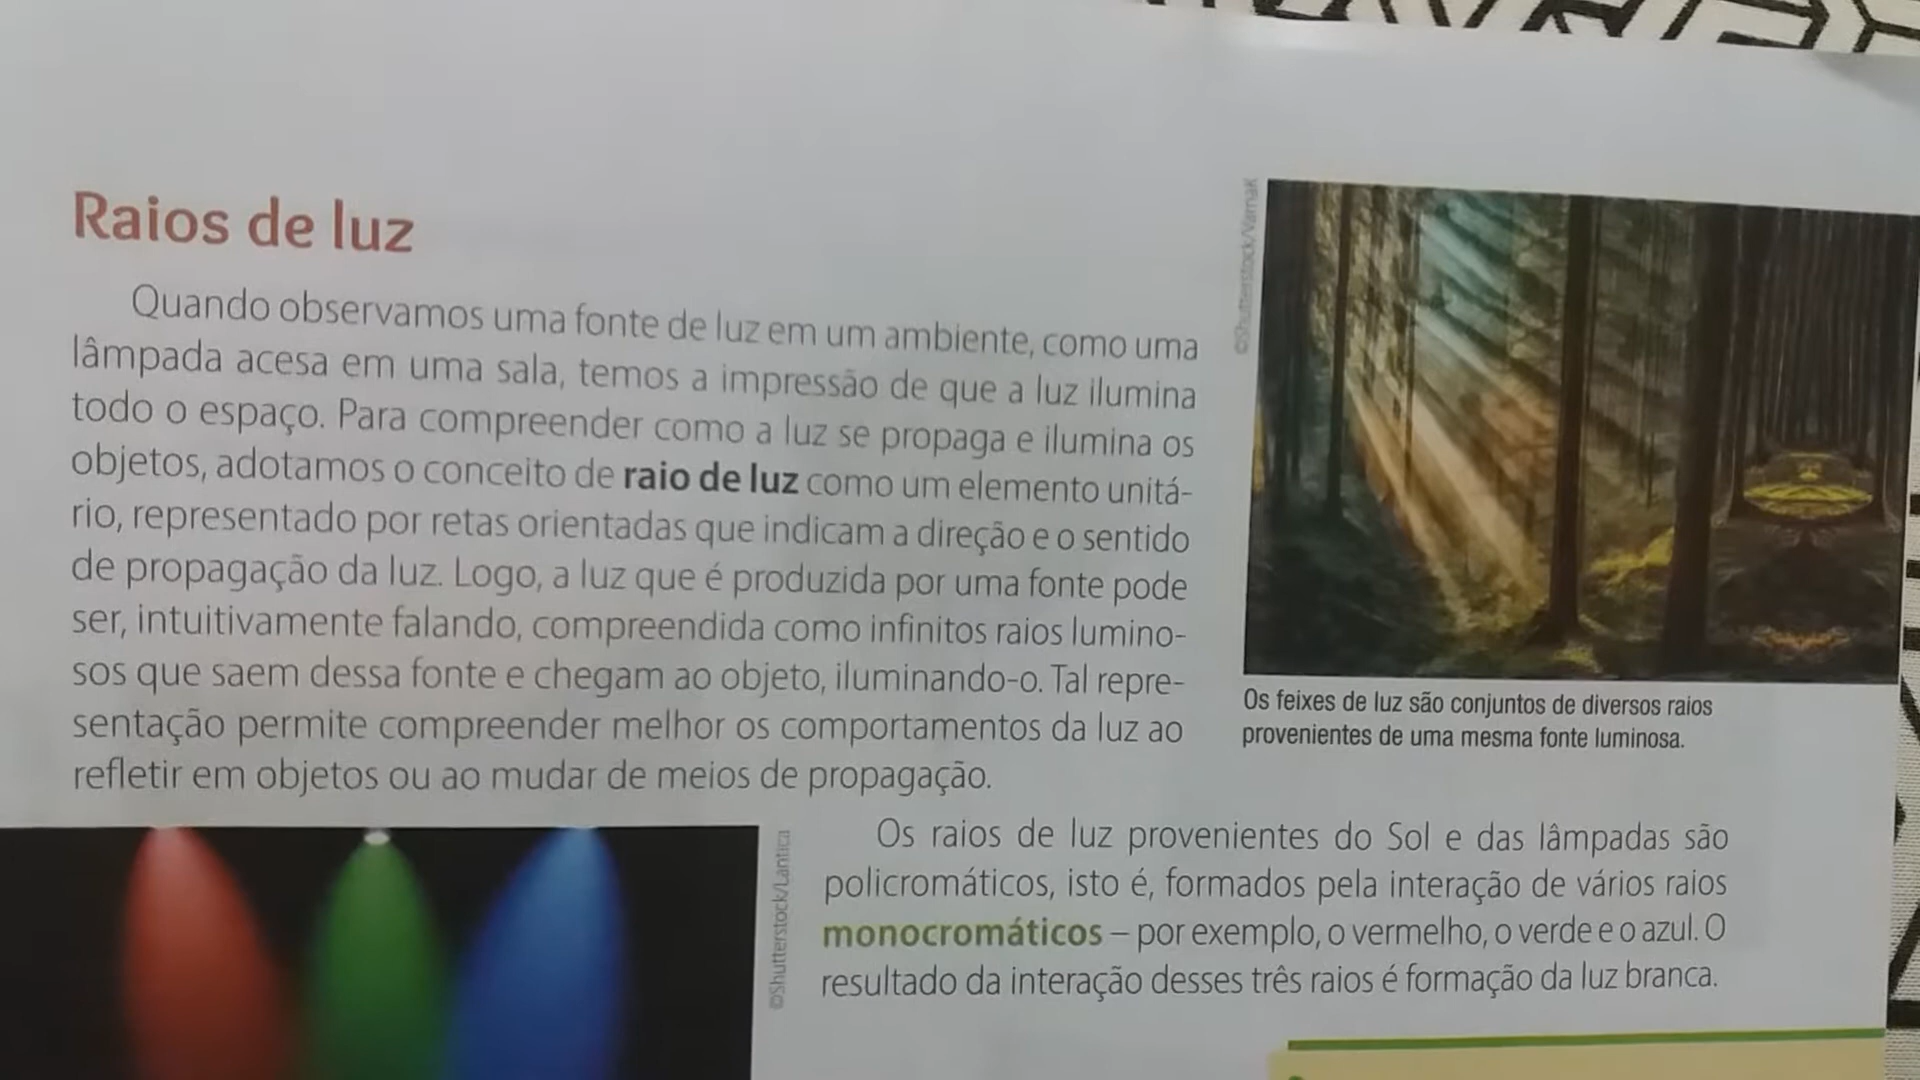 Raios de luz
Quando observamos uma fonte de luz em um ambiente, como uma
lâmpada acesa em uma sala, temos a impressão de que a luz ilumina
todo o espaço. Para compreender como a luz se propaga e ilumina os
objetos, adotamos o conceito de raio de luz como um elemento unitá-
rio, representado por retas orientadas que indicam a direção e o sentido
de propagação da luz. Logo, a luz que é produzida por uma fonte pode
ser, intuitivamente falando, compreendida como infinitos raios lumino-
sos que saem dessa fonte e chegam ao objeto, iluminando-o. Tal repre-
sentação permite compreender melhor os comportamentos da luz ao
refletir em objetos ou ao mudar de meios de propagação.
©Shutterstock/VarnaK
Os feixes de luz são conjuntos de diversos raios
provenientes de uma mesma fonte luminosa.
©Shutterstock/Lantica
Os raios de luz provenientes do Sol e das lâmpadas são
policromáticos, isto é, formados pela interação de vários raios
monocromáticos – por exemplo, o vermelho, o verde e o azul. O
resultado da interação desses três raios é formação da luz branca.